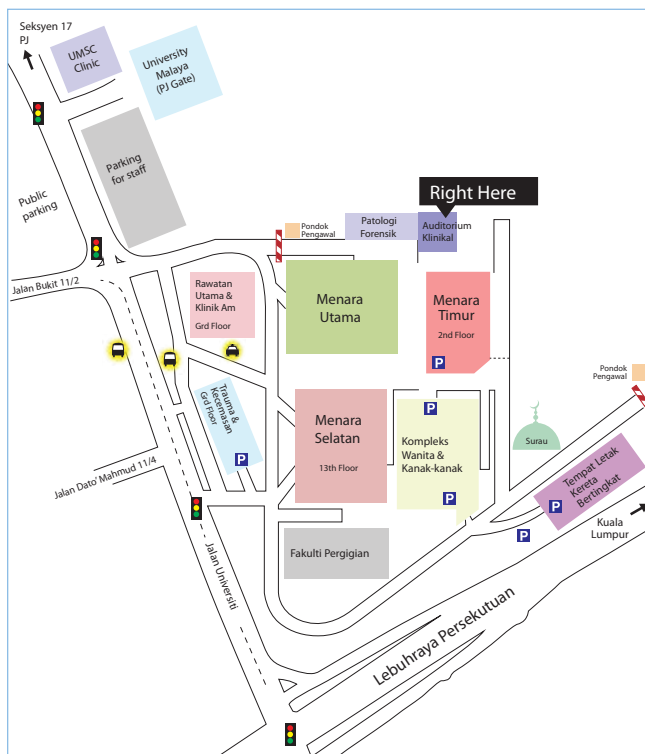 Seksyen 17
PJ
UMSC
Clinic
University
Malaya
(PJ Gate)
Parking
for staff
Public
parking
Right Here
Pondok
Pengawal
Patologi
Forensik
Auditorium
Klinikal
Jalan Bukit 11/2
Rawatan
Utama &
Klinik Am
Grd Floor
Menara
Utama
Menara
Timur
2nd Floor
P
Pondok
Pengawal
Trauma &
Kecemasan
Grd Floor
P
Menara
Selatan
13th Floor
P
Kompleks
Wanita &
Kanak-kanak
P
Surau
Tempat Letak
Kereta
Bertingkat
P
P
Kuala
Lumpur
Jalan Dato' Mahmud 11/4
Jalan Universiti
Fakulti Pergigian
Lebuhraya Persekutuan